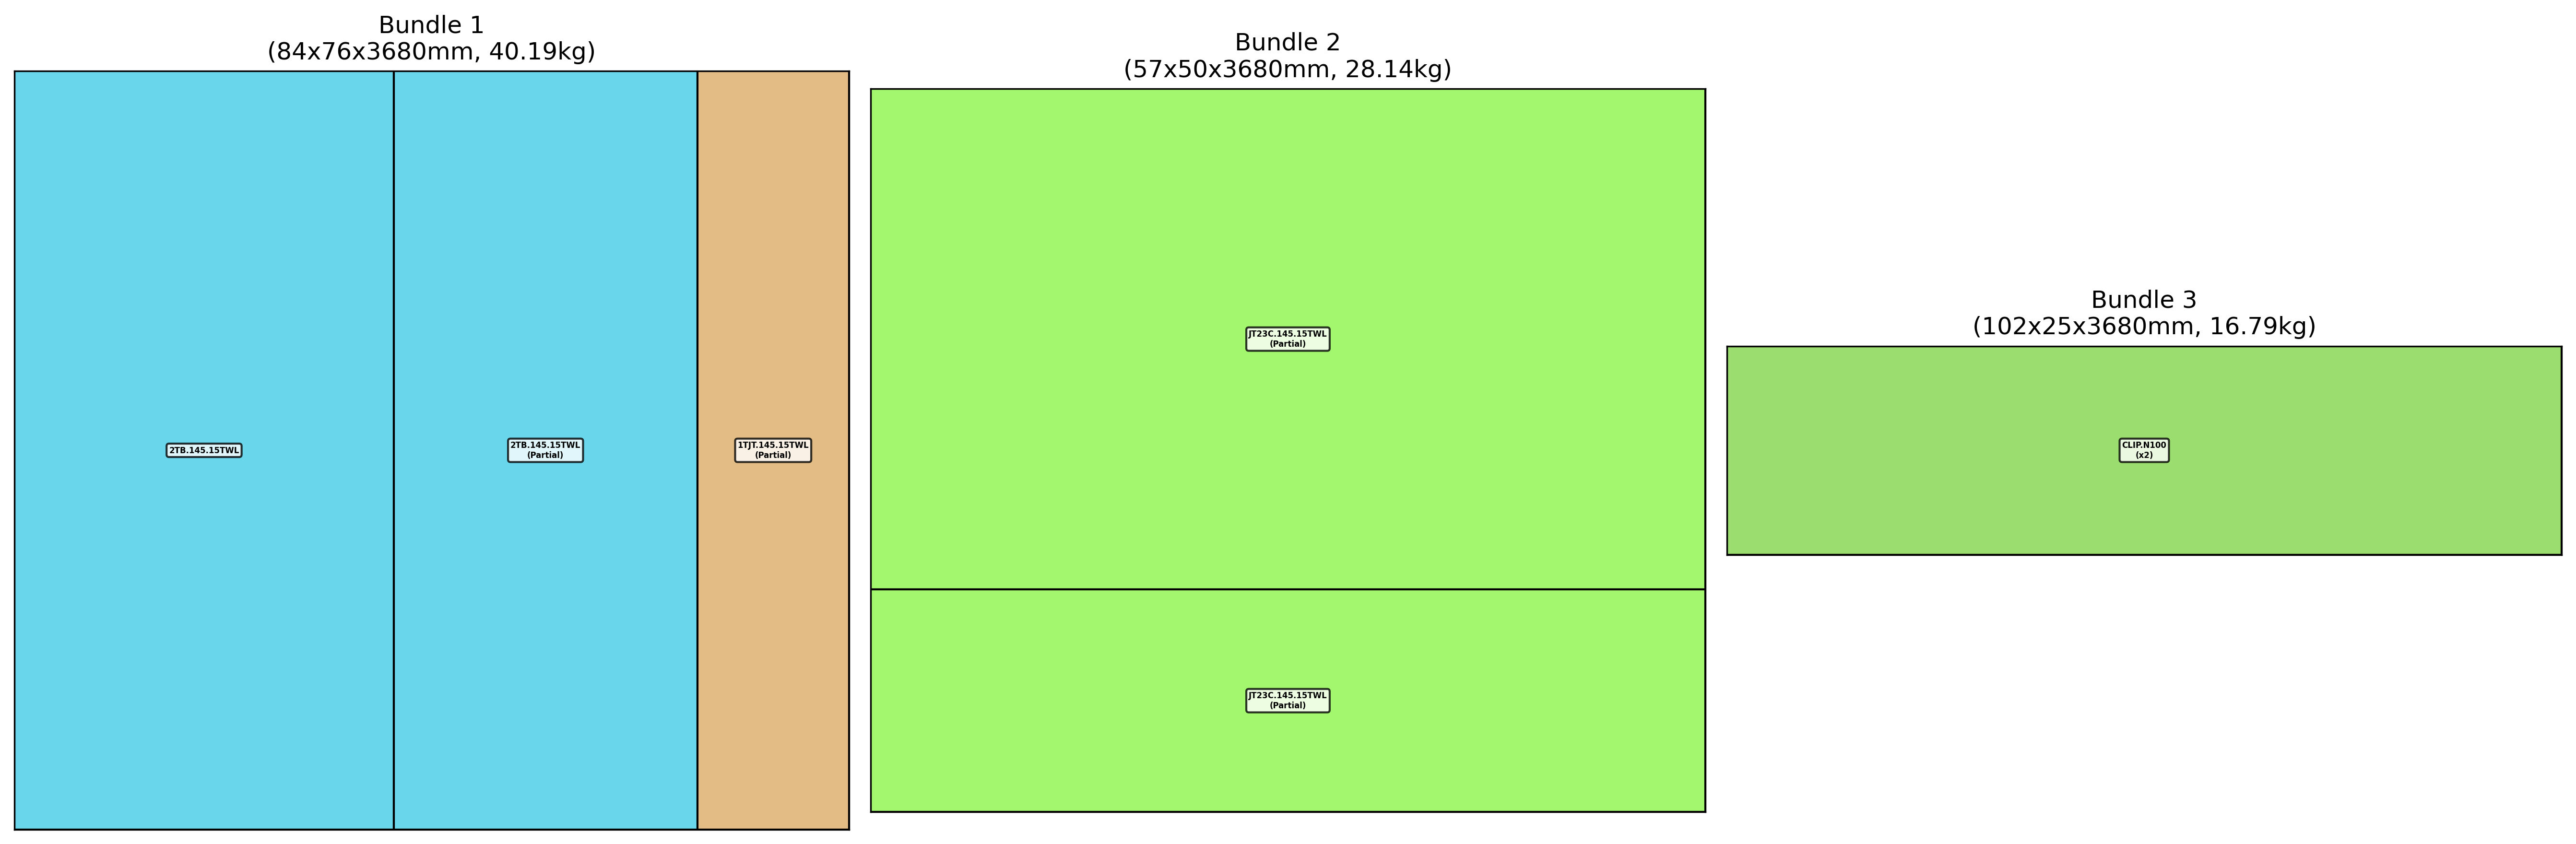 Bundle 1
(84x76x3680mm, 40.19kg)
2TB.145.15TWL
2TB.145.15TWL
(Partial)
1TJT.145.15TWL
(Partial)
Bundle 2
(57x50x3680mm, 28.14kg)
JT23C.145.15TWL
(Partial)
JT23C.145.15TWL
(Partial)
Bundle 3
(102x25x3680mm, 16.79kg)
CLIP.N100
(x2)